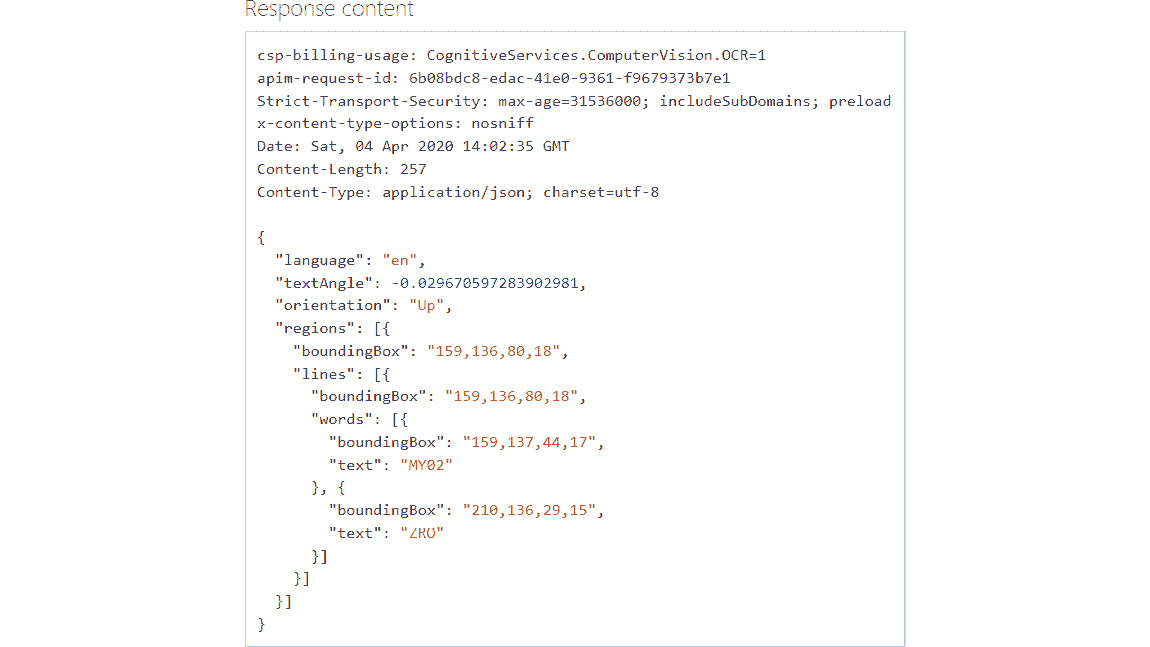 Response content
csp-billing-usage: CognitiveServices.ComputerVision.OCR=1
apim-request-id: 6b08bdc8-edac-41e0-9361-f9679373b7e1
Strict-Transport-Security: max-age=31536000; includeSubDomains; preload
x-content-type-options: nosniff
Date: Sat, 04 Apr 2020 14:02:35 GMT
Content-Length: 257
Content-Type: application/json; charset=utf-8

{
  "language": "en",
  "textAngle": -0.029670597283902981,
  "orientation": "Up",
  "regions": [{
    "boundingBox": "159,136,80,18",
    "lines": [{
      "boundingBox": "159,136,80,18",
      "words": [{
        "boundingBox": "159,137,44,17",
        "text": "MY02"
      }, {
        "boundingBox": "210,136,29,15",
        "text": "ZRO"
      }]
    }]
  }]
}